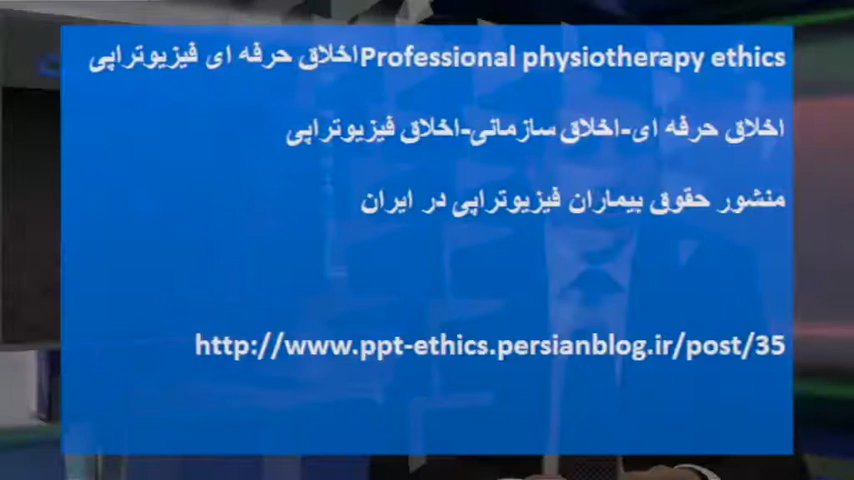 Professional physiotherapy ethicsاخلاق حرفه ای فیزیوتراپی
اخلاق حرفه ای-اخلاق سازمانی-اخلاق فیزیوتراپی
منشور حقوق بیماران فیزیوتراپی در ایران
http://www.ppt-ethics.persianblog.ir/post/35